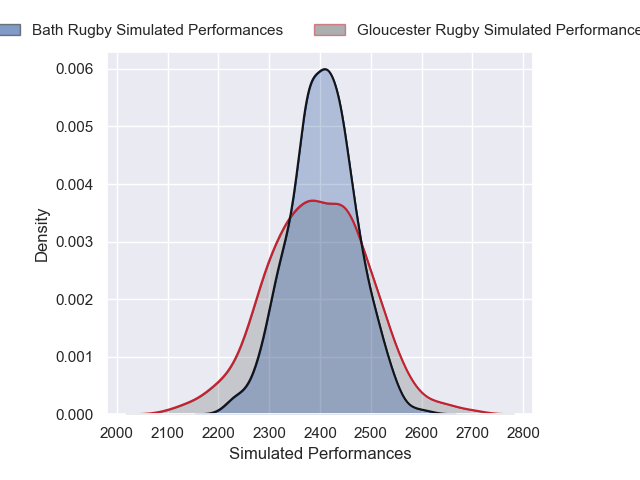 Bath Rugby Simulated Performances Gloucester Rugby Simulated Performance
0.006
0.005
0.004
0.003
0.002
0.001
0.000
Density
2000 2100 2200 2300 2400 2500 2600 2700 2800
Simulated Performances